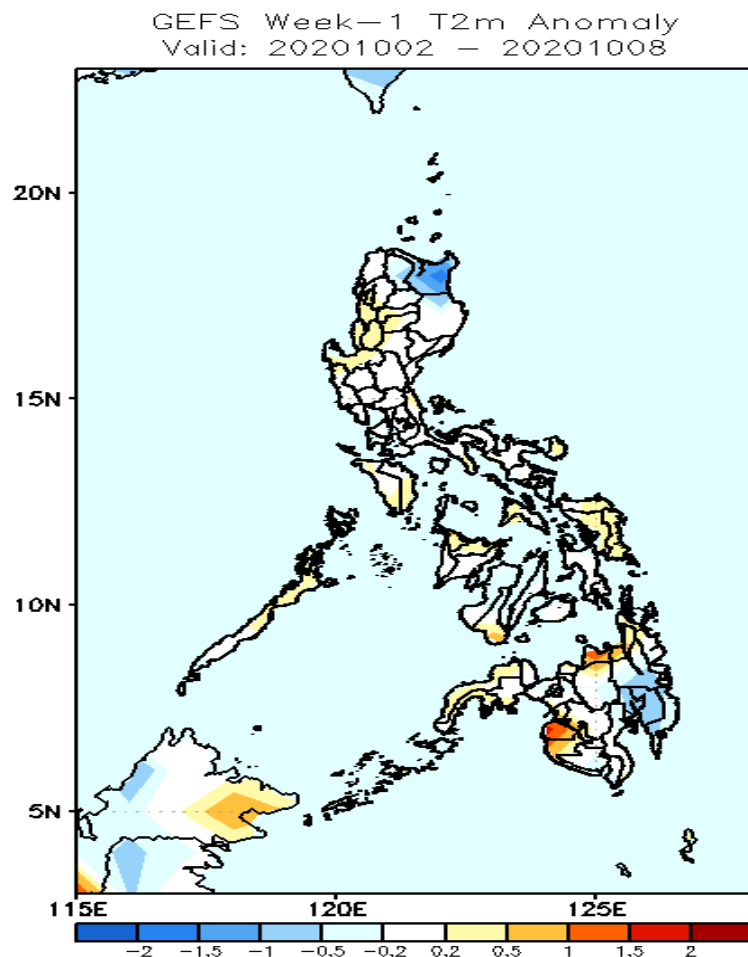 GEFS Week-1 T2m Anomaly
Valid: 20201002 - 20201008
20N
15N
10N
5N
115E 120E 125E
-2 -1.5 -1 -0.5 -0.2 0.2 0.5 1 1.5 2